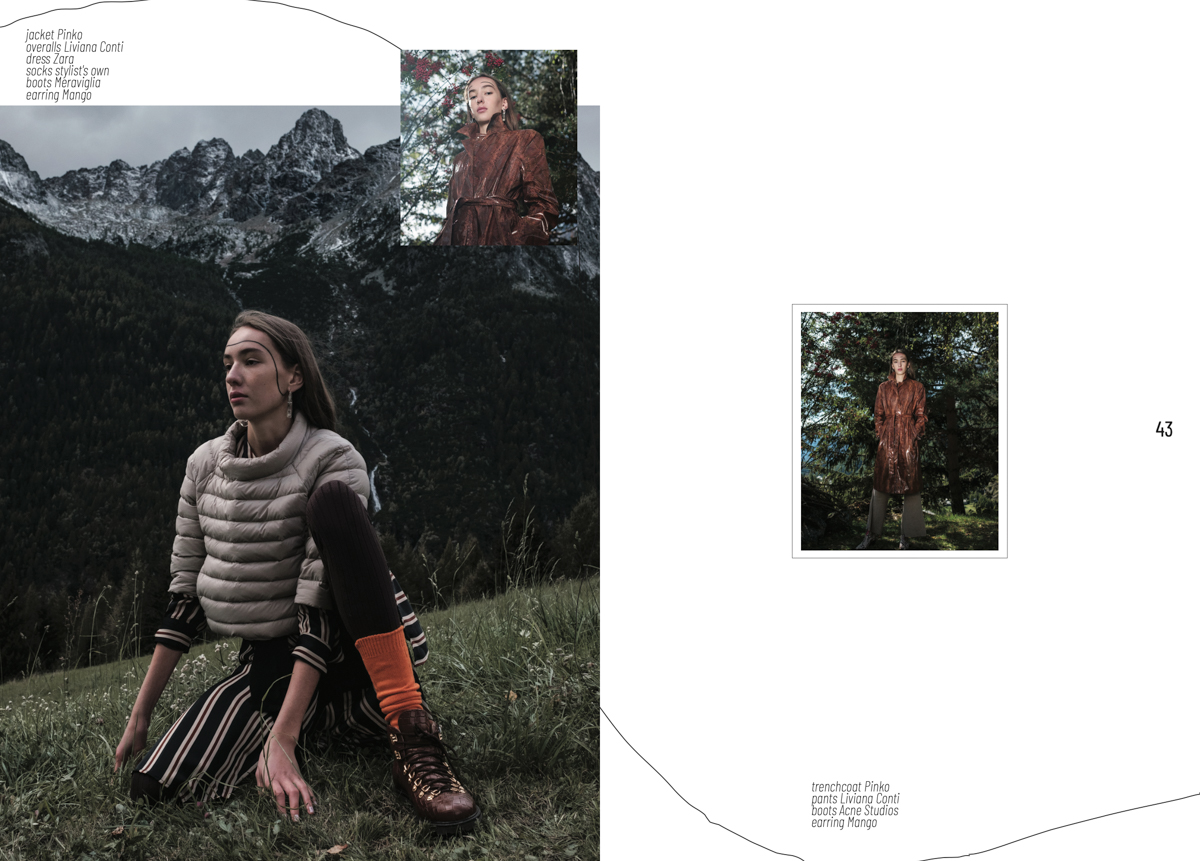 jacket Pinko
overalls Liviana Conti
dress Zara
socks stylist's own
boots Meraviglia
earring Mango
43
trenchcoat Pinko
pants Liviana Conti
boots Acne Studios
earring Mango